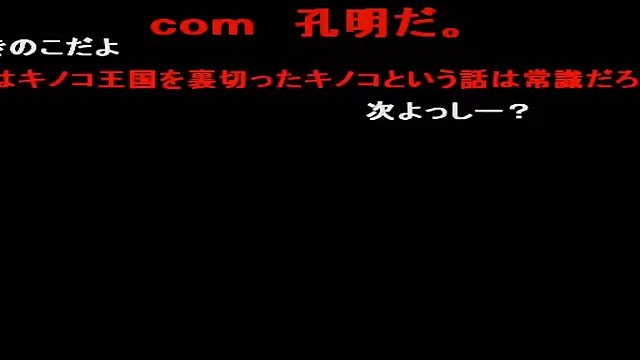 com 孔明だ。
きのこだよ
はキノコ王国を裏切ったキノコという話は常識だろ
次よっしー？